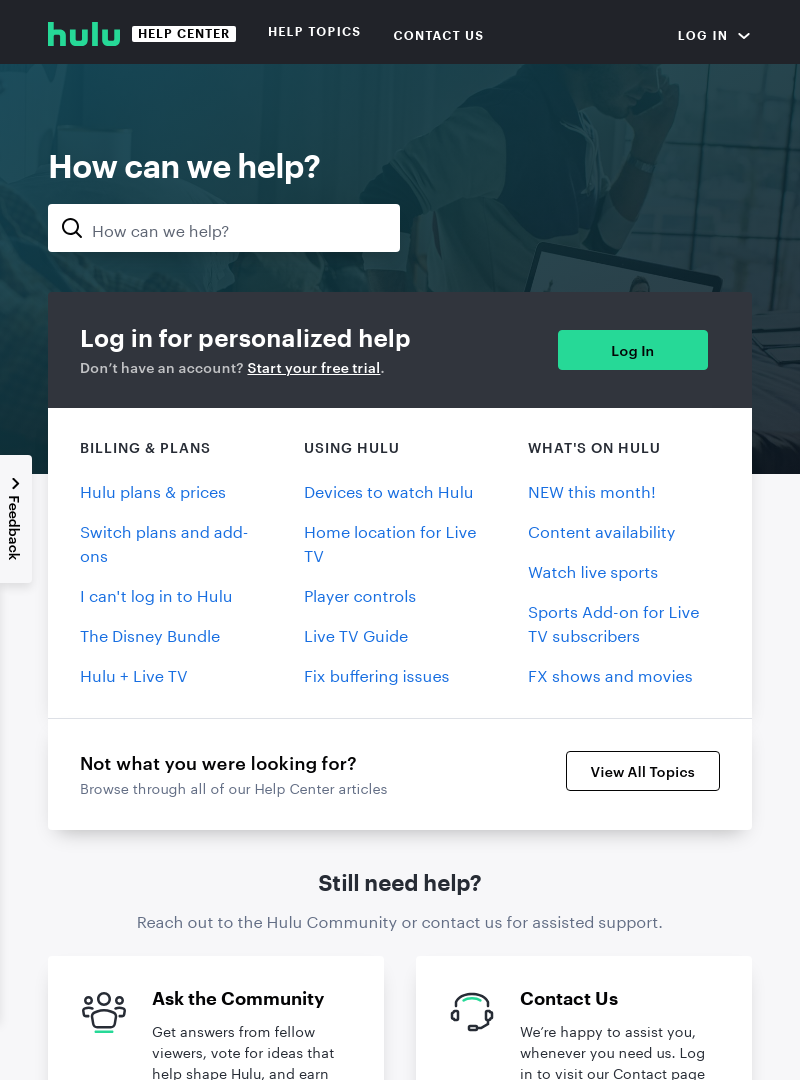 hulu HELP CENTER HELP TOPICS CONTACT US LOG IN
How can we help?
How can we help?
Log in for personalized help
Don’t have an account? Start your free trial.
Log In
BILLING & PLANS
Hulu plans & prices
Switch plans and add-
ons
I can't log in to Hulu
The Disney Bundle
Hulu + Live TV
USING HULU
Devices to watch Hulu
Home location for Live
TV
Player controls
Live TV Guide
Fix buffering issues
WHAT'S ON HULU
NEW this month!
Content availability
Watch live sports
Sports Add-on for Live
TV subscribers
FX shows and movies
Feedback
Not what you were looking for?
Browse through all of our Help Center articles
View All Topics
Still need help?
Reach out to the Hulu Community or contact us for assisted support.
Ask the Community
Get answers from fellow
viewers, vote for ideas that
help shape Hulu, and earn
Contact Us
We’re happy to assist you,
whenever you need us. Log
in to visit our Contact page